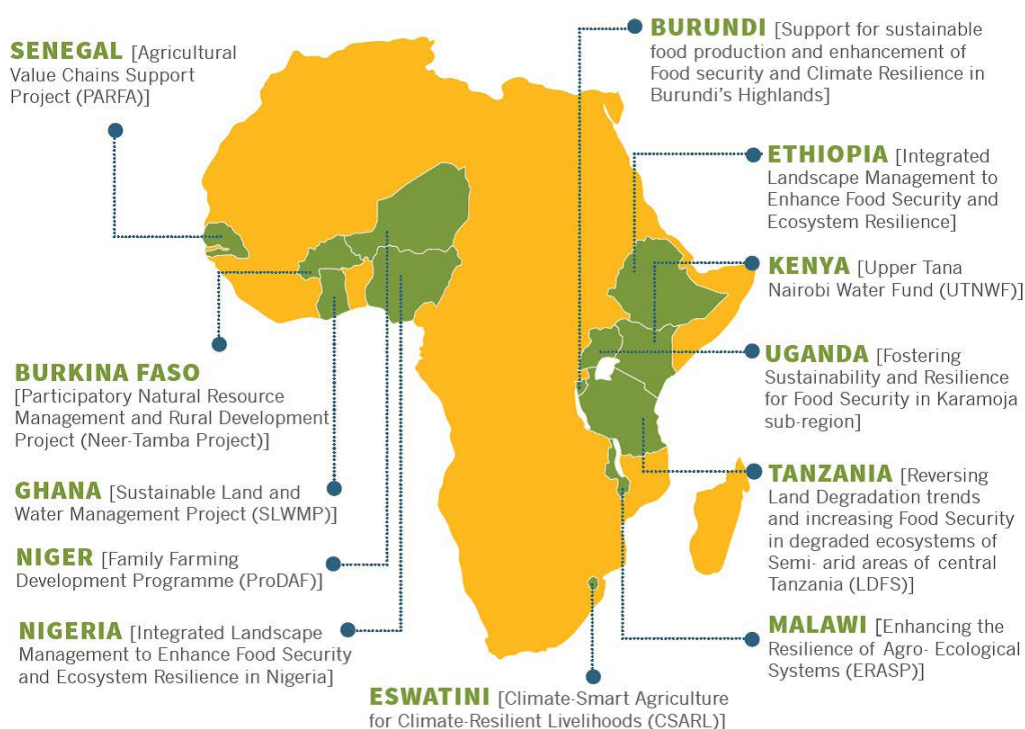 SENEGAL [Agricultural
Value Chains Support
Project (PARFA)]
BURKINA FASO
[Participatory Natural Resource
Management and Rural Development
Project (Neer-Tamba Project)]
GHANA [Sustainable Land and
Water Management Project (SLWMP)]
NIGER [Family Farming
Development Programme (ProDAF)]
NIGERIA [Integrated Landscape
Management to Enhance Food Security
and Ecosystem Resilience in Nigeria]
ESWATINI [Climate-Smart Agriculture
for Climate-Resilient Livelihoods (CSARL)]
BURUNDI [Support for sustainable
food production and enhancement of
Food security and Climate Resilience in
Burundi's Highlands]
ETHIOPIA [Integrated
Landscape Management to
Enhance Food Security and
Ecosystem Resilience]
KENYA [Upper Tana
Nairobi Water Fund (UTNWF)]
UGANDA [Fostering
Sustainability and Resilience
for Food Security in Karamoja
sub-region]
TANZANIA [Reversing
Land Degradation trends
and increasing Food Security
in degraded ecosystems of
Semi- arid areas of central
Tanzania (LDFS)]
MALAWI [Enhancing the
Resilience of Agro- Ecological
Systems (ERASP)]